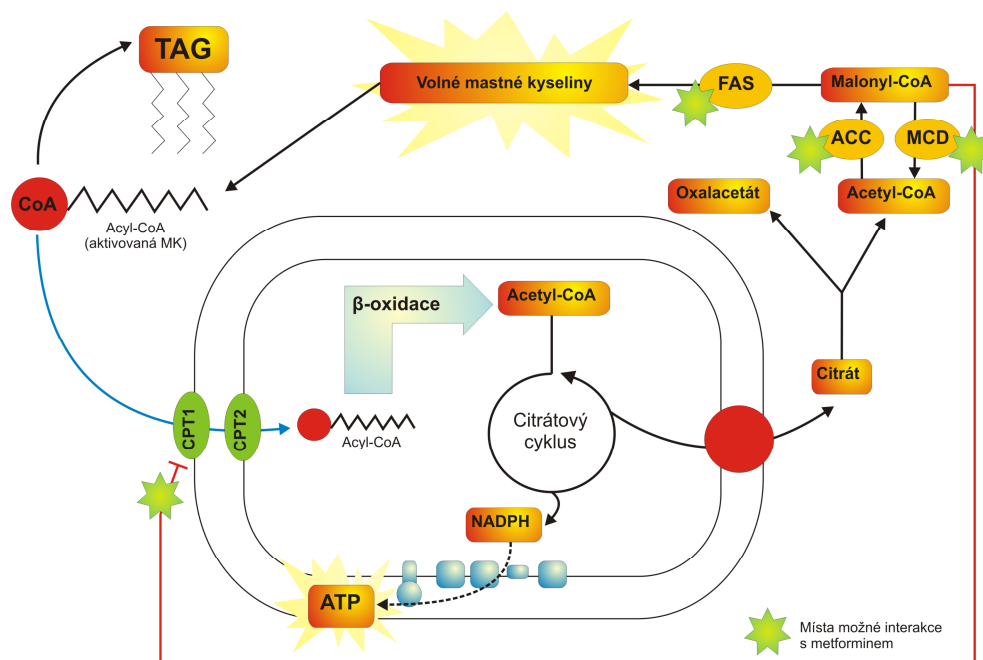 TAG
Volné mastné kyseliny
FAS
Malonyl-CoA
ACC
MCD
CoA
Acyl-CoA
(aktivovaná MK)
Oxalacetát
Acetyl-CoA
β-oxidace
Acetyl-CoA
Citrát
CPT1
CPT2
Acyl-CoA
Citrátový
cyklus
NADPH
ATP
Místa možné interakce
s metforminem